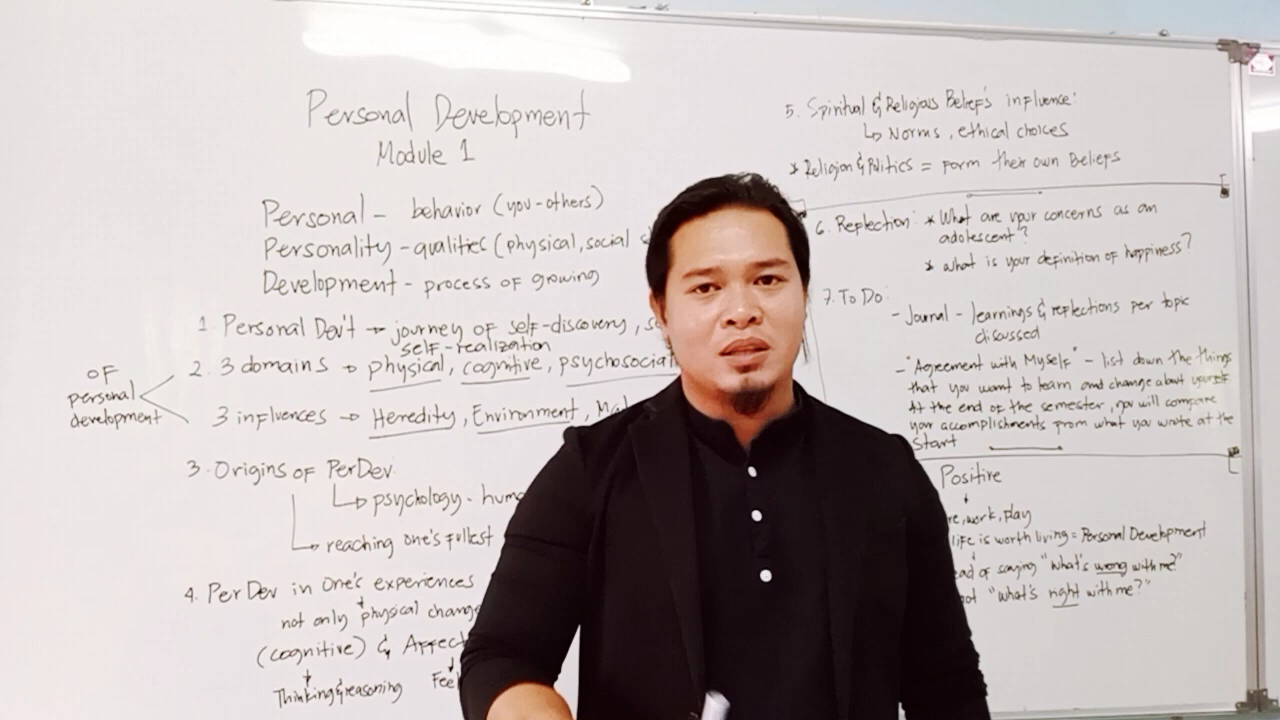 Personal Development
Module 1
Personal - behavior (you-others)
Personality - qualities (physical, social
Development - process of growing
1. Personal Dev't → journey of self-discovery,
self-realization
2. 3 domains → physical, cognitive, psychosocial
of personal development
3 influences → Heredity, Environment,
3. Origins of PerDev
↳ psychology - hum
↳ reaching one's fullest
4. PerDev in One's experiences
not only physical chang
(cognitive) & Affect
Thinking & reasoning Fee
5. Spiritual & Religious Belief's influence:
↳ Norms, ethical choices
* Religion & Politics = form their own Beliefs
6. Replection: * What are your concerns as an
adolescent?
* what is your definition of happiness?
7. To Do:
- Journal - learnings & replections per topic
discussed
- "Agreement with Myself" - list down the things
that you want to learn and change about yourself
At the end of the semester, you will compare
your accomplishments from what you wrote at the
start
Positive
re, work, play
life is worth living = Personal Development
ead of saying "what's wrong with me?"
"what's right with me?"